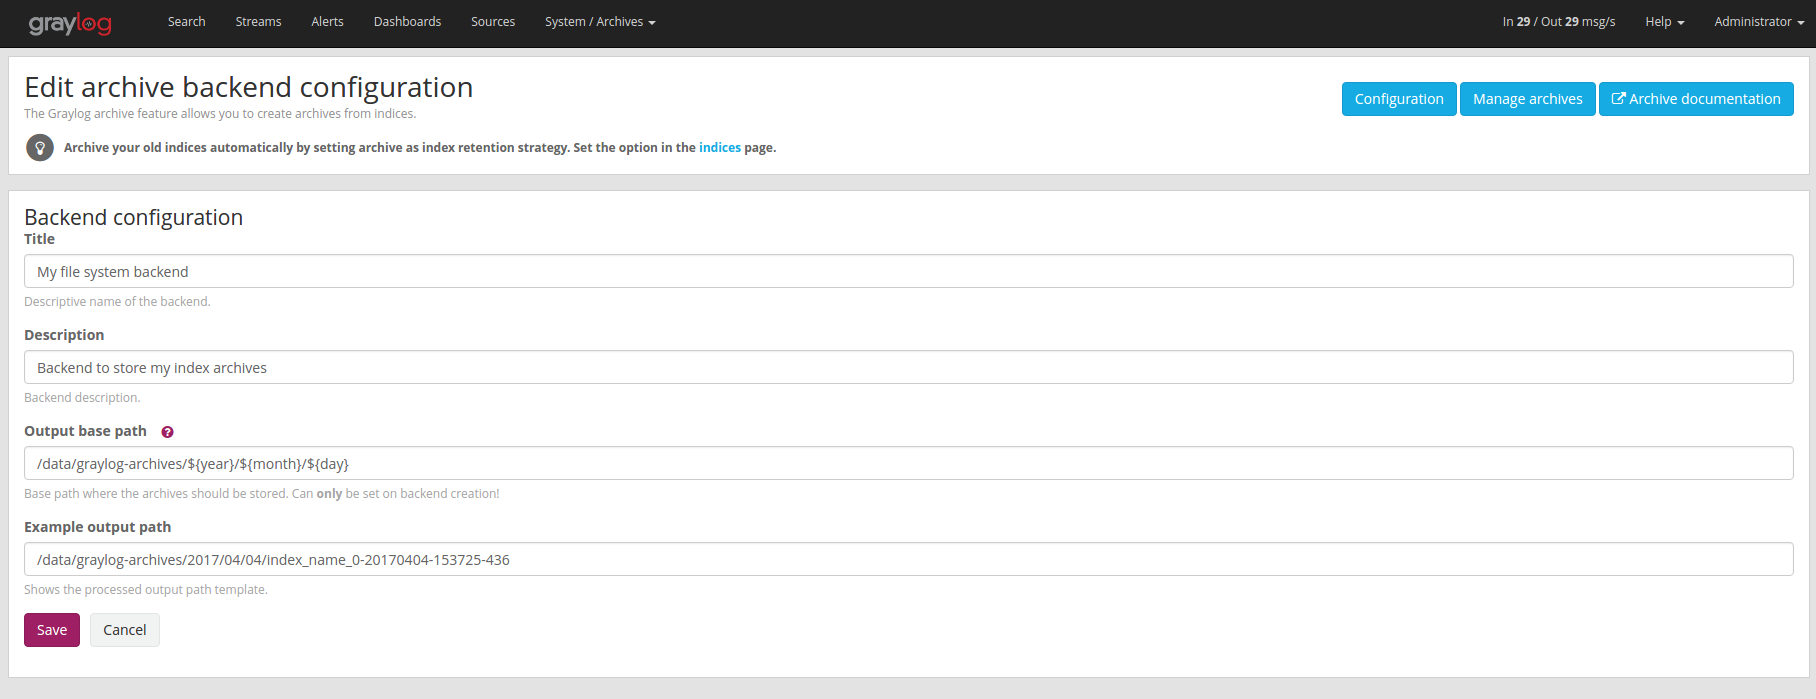 graylog Search Streams Alerts Dashboards Sources System / Archives In 29 / Out 29 msg/s Help Administrator
Edit archive backend configuration
The Graylog archive feature allows you to create archives from indices.
Configuration Manage archives Archive documentation
Archive your old indices automatically by setting archive as index retention strategy. Set the option in the indices page.
Backend configuration
Title
My file system backend
Descriptive name of the backend.
Description
Backend to store my index archives
Backend description.
Output base path ?
/data/graylog-archives/${year}/${month}/${day}
Base path where the archives should be stored. Can only be set on backend creation!
Example output path
/data/graylog-archives/2017/04/04/index_name_0-20170404-153725-436
Shows the processed output path template.
Save Cancel